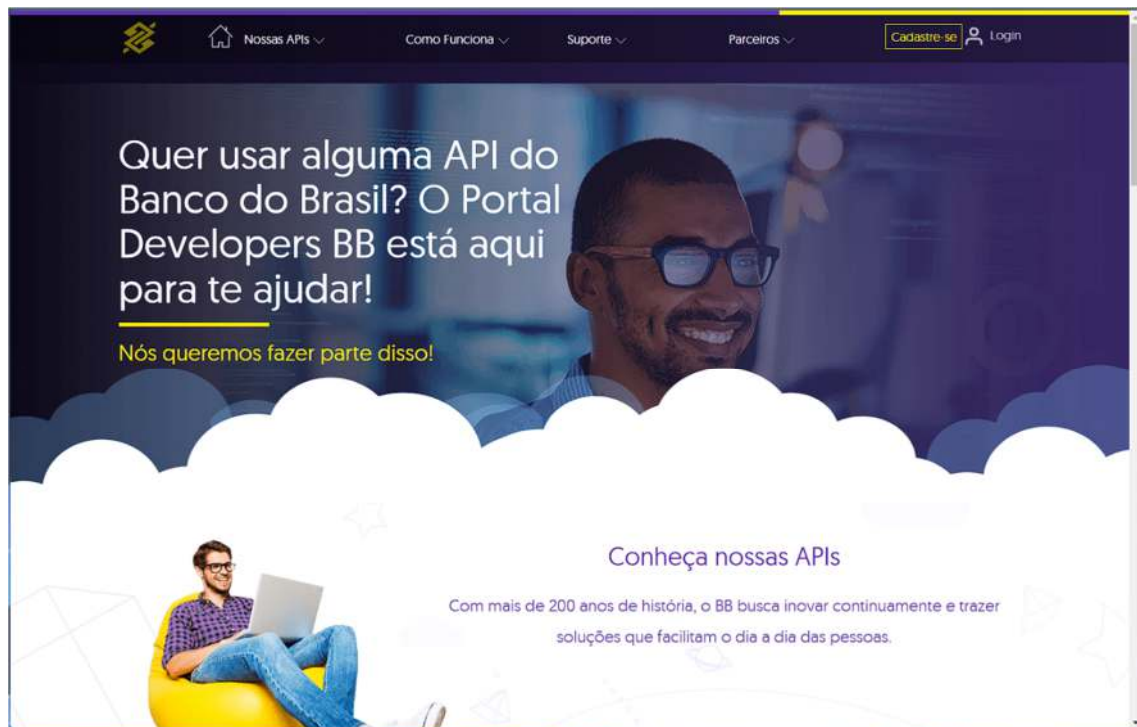 Nossas APIs
Como Funciona
Suporte
Parceiros
Cadastre-se
Login
Quer usar alguma API do
Banco do Brasil? O Portal
Developers BB está aqui
para te ajudar!
Nós queremos fazer parte disso!
Conheça nossas APIs
Com mais de 200 anos de história, o BB busca inovar continuamente e trazer
soluções que facilitam o dia a dia das pessoas.